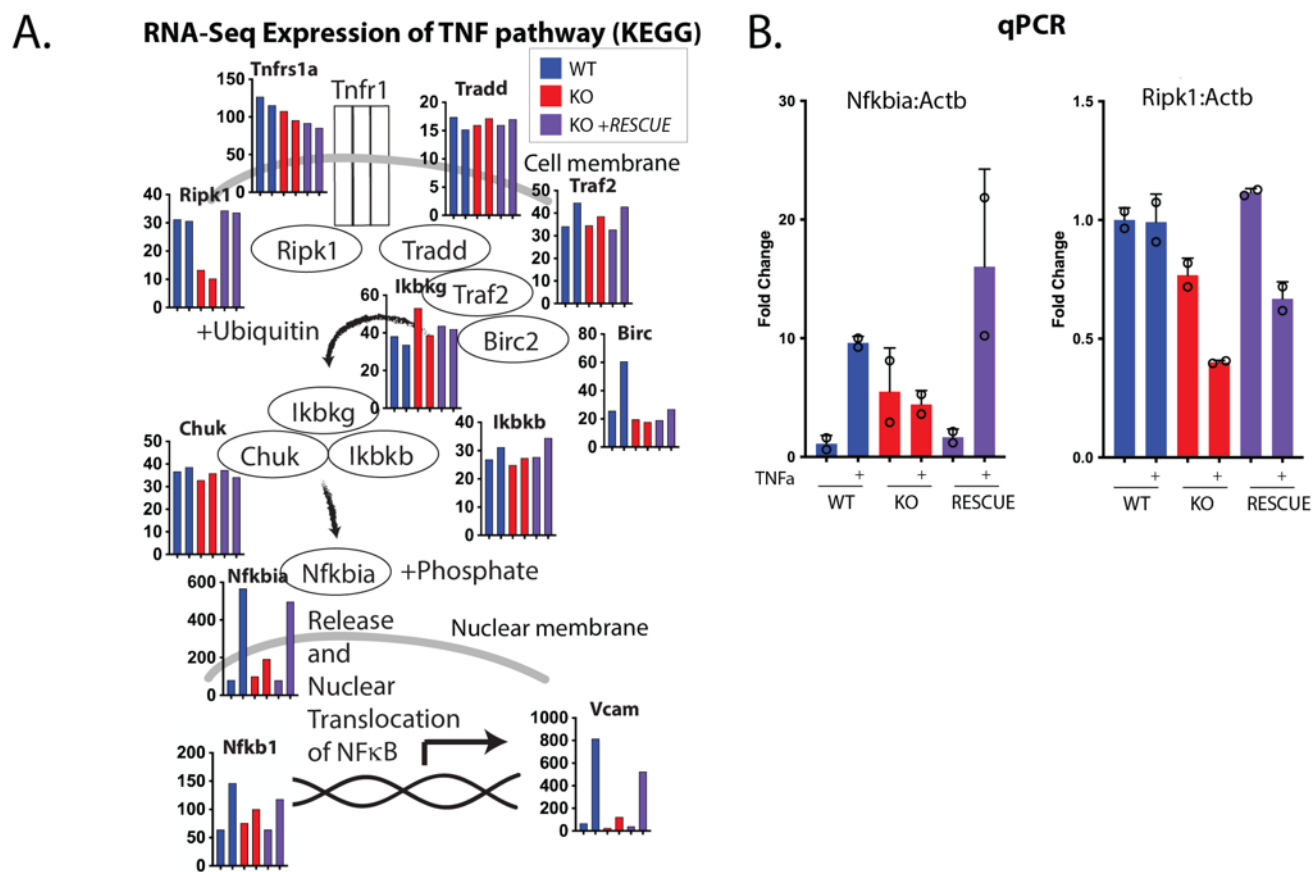 A.
RNA-Seq Expression of TNF pathway (KEGG)
WT
KO
KO +RESCUE
Tnfrs1a
150
100
50
0
Tnfr1
Tradd
20
15
10
5
0
Cell membrane
Ripk1
40
30
20
10
0
Traf2
50
40
30
20
10
0
Ripk1
Tradd
Traf2
Birc2
+Ubiquitin
Ikbkg
60
40
20
0
Birc
80
60
40
20
0
Ikbkg
Chuk
Ikbkb
Chuk
50
40
30
20
10
0
Ikbkb
40
30
20
10
0
Nfkbia
+Phosphate
Nfkbia
600
400
200
0
Release
and
Nuclear
Translocation
of NFκB
Nuclear membrane
Nfkb1
200
150
100
50
0
Vcam
1000
800
600
400
200
0
B.
qPCR
Nfkbia:Actb
Fold Change
30
20
10
0
TNFa
+
+
+
WT
KO
RESCUE
Ripk1:Actb
Fold Change
1.5
1.0
0.5
0.0
+
+
+
WT
KO
RESCUE